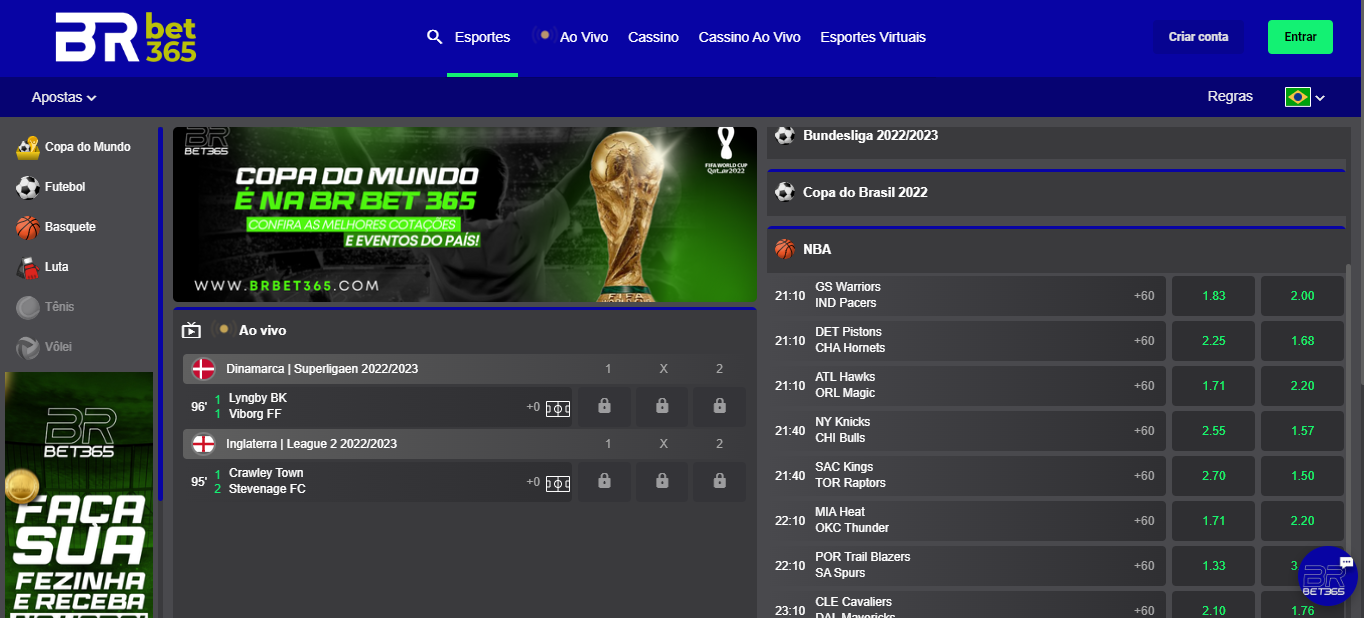 BR bet 365
Esportes
Ao Vivo
Cassino
Cassino Ao Vivo
Esportes Virtuais
Criar conta
Entrar
Apostas
Regras
Copa do Mundo
Futebol
Basquete
Luta
Tênis
Vôlei
BR
BET365
FAÇA
SUA
FEZINHA
E RECEBA
BR
BET365
COPA DO MUNDO
É NA BR BET 365
CONFIRA AS MELHORES COTAÇÕES
E EVENTOS DO PAÍS!
WWW.BRBET365.COM
FIFA WORLD CUP
Qatar2022
Ao vivo
Dinamarca | Superligaen 2022/2023 1 X 2
96' 1 Lyngby BK +0
1 Viborg FF
Inglaterra | League 2 2022/2023 1 X 2
95' 1 Crawley Town +0
2 Stevenage FC
Bundesliga 2022/2023
Copa do Brasil 2022
NBA
21:10 GS Warriors +60 1.83 2.00
IND Pacers
21:10 DET Pistons +60 2.25 1.68
CHA Hornets
21:10 ATL Hawks +60 1.71 2.20
ORL Magic
21:40 NY Knicks +60 2.55 1.57
CHI Bulls
21:40 SAC Kings +60 2.70 1.50
TOR Raptors
22:10 MIA Heat +60 1.71 2.20
OKC Thunder
22:10 POR Trail Blazers +60 1.33
SA Spurs
23:10 CLE Cavaliers +60 2.10 1.76
DAL Mavericks
BR
BET365